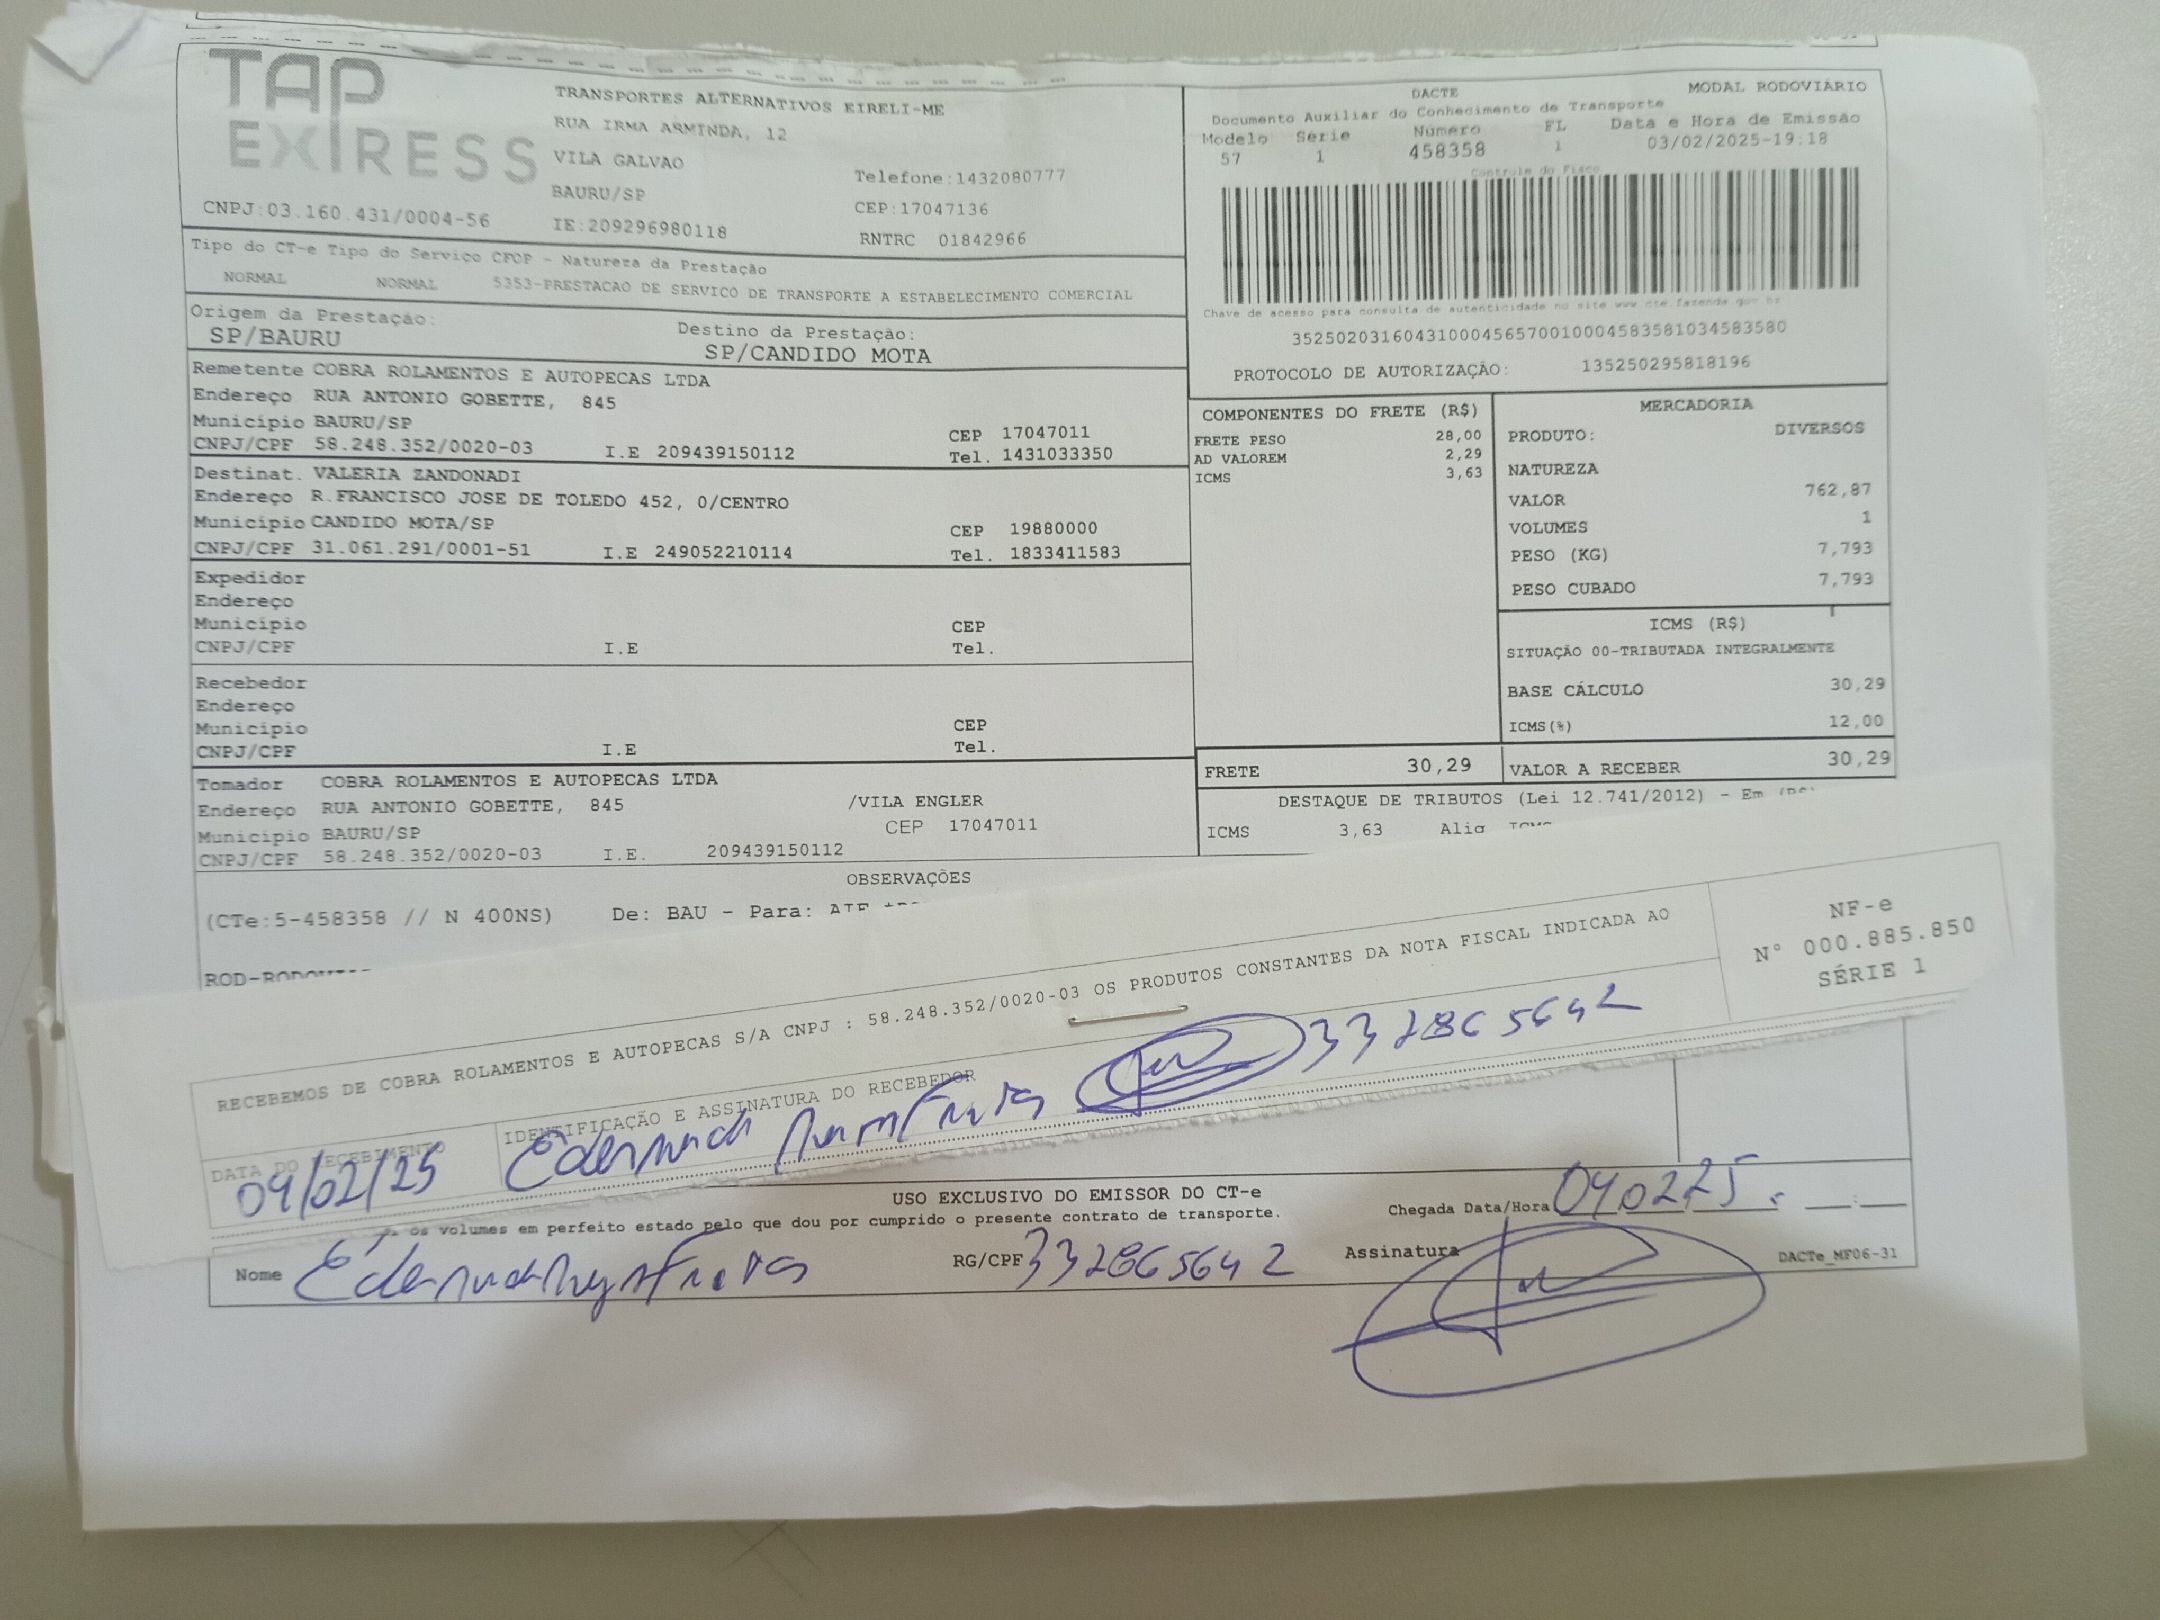 TAP
EXPRESS
TRANSPORTES ALTERNATIVOS EIRELI-ME
RUA IRMA ARMINDA, 12
VILA GALVAO
Telefone:1432080777
BAURU/SP
CEP:17047136
CNPJ:03.160.431/0004-56
IE:209296980118
RNTRC 01842966
DACTE
MODAL RODOVIÁRIO
Documento Auxiliar do Conhecimento de Transporte
Modelo Série Número FL Data e Hora de Emissão
57 1 458358 1 03/02/2025-19:18
Controle do Fisco
Chave de acesso para consulta de autenticidade no site www.cte.fazenda.gov.br
35250203160431000456570010004583581034583580
PROTOCOLO DE AUTORIZAÇÃO: 135250295818196
Tipo do CT-e Tipo do Serviço CFOP - Natureza da Prestação
NORMAL NORMAL 5353-PRESTACAO DE SERVICO DE TRANSPORTE A ESTABELECIMENTO COMERCIAL
Origem da Prestação: Destino da Prestação:
SP/BAURU SP/CANDIDO MOTA
Remetente COBRA ROLAMENTOS E AUTOPECAS LTDA
Endereço RUA ANTONIO GOBETTE, 845
Município BAURU/SP CEP 17047011
CNPJ/CPF 58.248.352/0020-03 I.E 209439150112 Tel. 1431033350
Destinat. VALERIA ZANDONADI
Endereço R.FRANCISCO JOSE DE TOLEDO 452, 0/CENTRO
Município CANDIDO MOTA/SP CEP 19880000
CNPJ/CPF 31.061.291/0001-51 I.E 249052210114 Tel. 1833411583
Expedidor
Endereço
Município CEP
CNPJ/CPF I.E Tel.
Recebedor
Endereço
Município CEP
CNPJ/CPF I.E Tel.
Tomador COBRA ROLAMENTOS E AUTOPECAS LTDA
Endereço RUA ANTONIO GOBETTE, 845 /VILA ENGLER
Município BAURU/SP CEP 17047011
CNPJ/CPF 58.248.352/0020-03 I.E. 209439150112
COMPONENTES DO FRETE (R$)
FRETE PESO 28,00
AD VALOREM 2,29
ICMS 3,63
MERCADORIA
PRODUTO: DIVERSOS
NATUREZA
VALOR 762,87
VOLUMES 1
PESO (KG) 7,793
PESO CUBADO 7,793
ICMS (R$)
SITUAÇÃO 00-TRIBUTADA INTEGRALMENTE
BASE CÁLCULO 30,29
ICMS(%) 12,00
FRETE 30,29 VALOR A RECEBER 30,29
DESTAQUE DE TRIBUTOS (Lei 12.741/2012) - Em
ICMS 3,63 Aliq
OBSERVAÇÕES
(CTe:5-458358 // N 400NS) De: BAU - Para:
RECEBEMOS DE COBRA ROLAMENTOS E AUTOPECAS S/A CNPJ : 58.248.352/0020-03 OS PRODUTOS CONSTANTES DA NOTA FISCAL INDICADA AO
NF-e
N° 000.885.850
SÉRIE 1
DATA DO RECEBIMENTO IDENTIFICAÇÃO E ASSINATURA DO RECEBEDOR
04/02/25 332865642
USO EXCLUSIVO DO EMISSOR DO CT-e
os volumes em perfeito estado pelo que dou por cumprido o presente contrato de transporte.
Chegada Data/Hora 040225
Nome RG/CPF 332865642 Assinatura DACTe_MF06-31